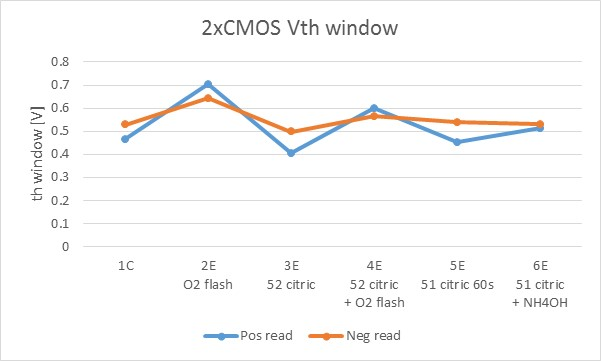 2xCMOS Vth window
th window [V]
0.8
0.7
0.6
0.5
0.4
0.3
0.2
0.1
0
1C
2E
O2 flash
3E
52 citric
4E
52 citric
+ O2 flash
5E
51 citric 60s
6E
51 citric
+ NH4OH
Pos read
Neg read